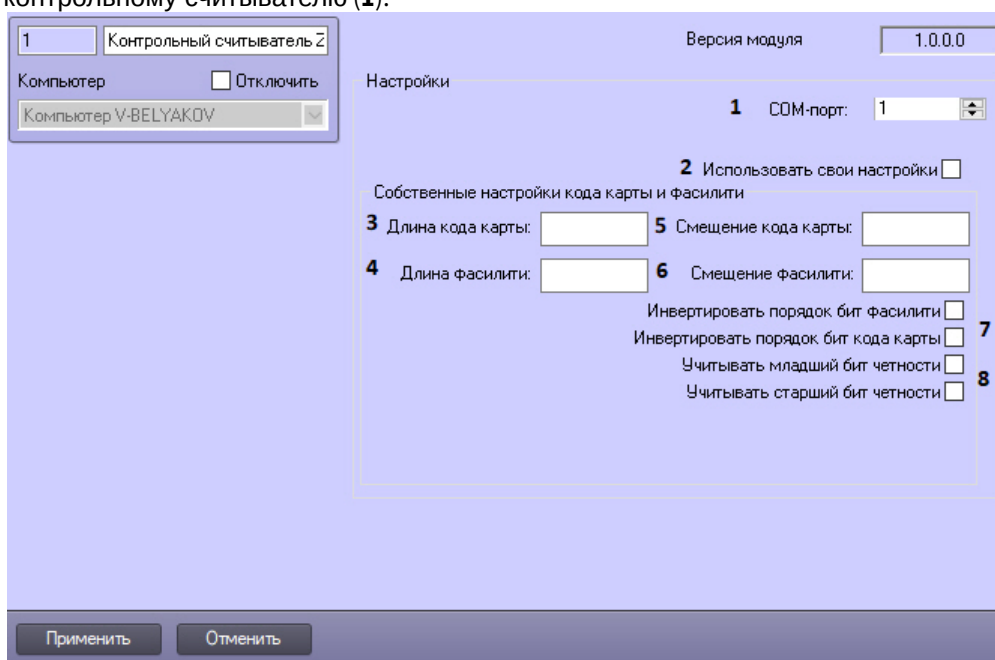 контрольному считывателю (1).
1 Контрольный считыватель Z
Версия модуля 1.0.0.0
Компьютер Отключить
Компьютер V-BELYAKOV
Настройки
1 COM-порт: 1
2 Использовать свои настройки
Собственные настройки кода карты и фасилити
3 Длина кода карты: 5 Смещение кода карты:
4 Длина фасилити: 6 Смещение фасилити:
Инвертировать порядок бит фасилити
Инвертировать порядок бит кода карты 7
Учитывать младший бит четности
Учитывать старший бит четности 8
Применить Отменить